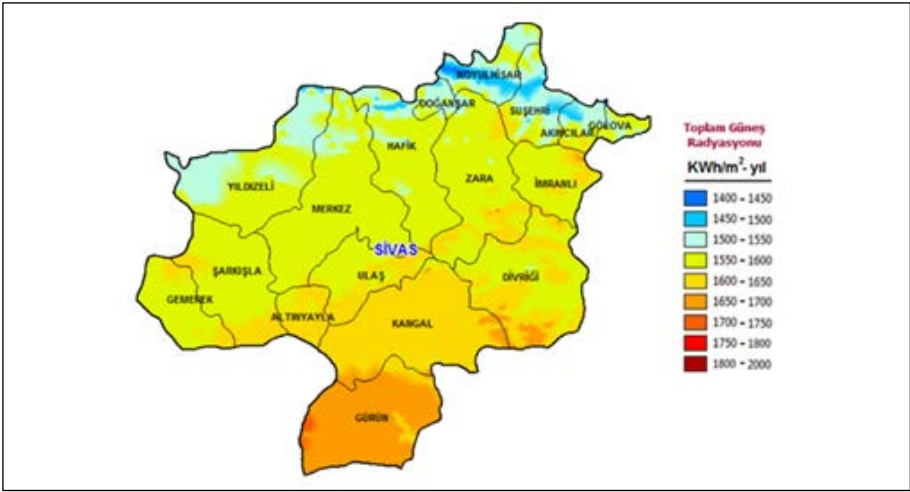 KOYULHİSAR
DOĞANŞAR
SUŞEHRİ
GÖLOVA
AKINCILAR
HAFİK
ZARA
İMRANLI
YILDIZELİ
MERKEZ
SİVAS
ŞARKIŞLA
ULAŞ
DİVRİĞİ
GEMEREK
ALTINYAYLA
KANGAL
GÜRÜN
Toplam Güneş
Radyasyonu
KWh/m²- yıl
1400 - 1450
1450 - 1500
1500 - 1550
1550 - 1600
1600 - 1650
1650 - 1700
1700 - 1750
1750 - 1800
1800 - 2000